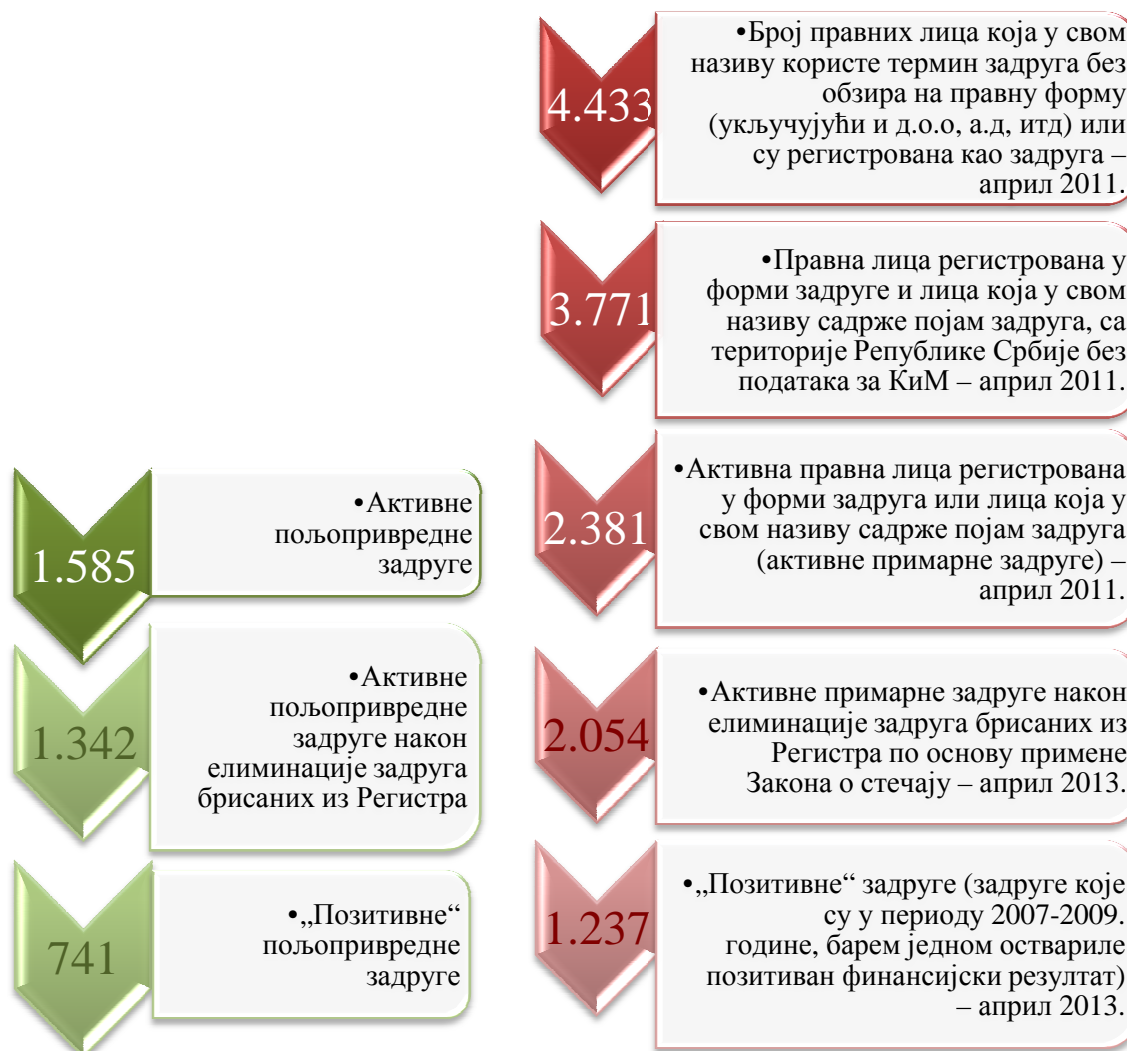 4.433
•Број правних лица која у свом
називу користе термин задруга без
обзира на правну форму
(укључујући и д.о.о, а.д, итд) или
су регистрована као задруга –
април 2011.
3.771
•Правна лица регистрована у
форми задруге и лица која у свом
називу садрже појам задруга, са
територије Републике Србије без
података за КиМ – април 2011.
2.381
•Активна правна лица регистрована
у форми задруга или лица која у
свом називу садрже појам задруга
(активне примарне задруге) –
април 2011.
2.054
•Активне примарне задруге након
елиминације задруга брисаних из
Регистра по основу примене
Закона о стечају – април 2013.
1.237
•„Позитивне“ задруге (задруге које
су у периоду 2007-2009.
године, барем једном оствариле
позитиван финансијски резултат)
– април 2013.
1.585
•Активне
пољопривредне
задруге
1.342
•Активне
пољопривредне
задруге након
елиминације задруга
брисаних из Регистра
741
•„Позитивне“
пољопривредне
задруге